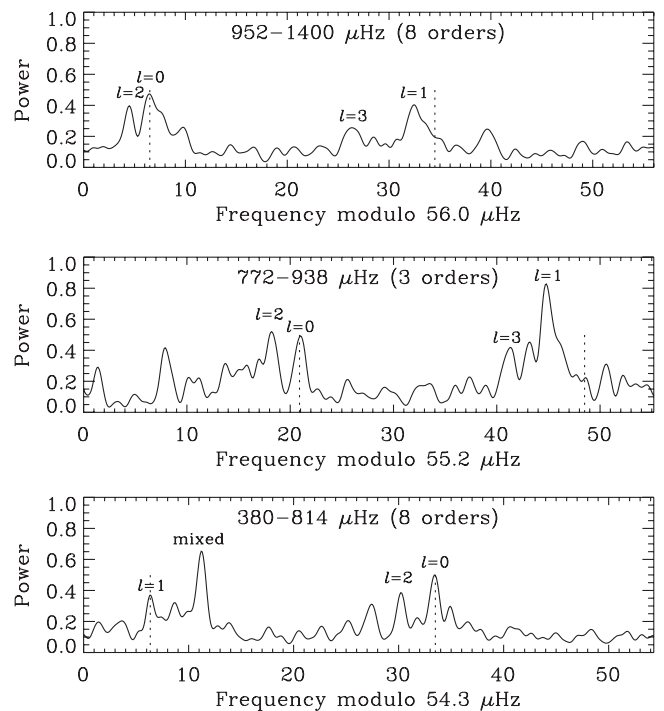 952−1400 μHz (8 orders)
l=0
l=2
l=1
l=3
Power
1.0
0.8
0.6
0.4
0.2
0.0
0 10 20 30 40 50
Frequency modulo 56.0 μHz
772−938 μHz (3 orders)
l=1
l=2
l=0
l=3
Power
1.0
0.8
0.6
0.4
0.2
0.0
0 10 20 30 40 50
Frequency modulo 55.2 μHz
380−814 μHz (8 orders)
mixed
l=1
l=2
l=0
Power
1.0
0.8
0.6
0.4
0.2
0.0
0 10 20 30 40 50
Frequency modulo 54.3 μHz